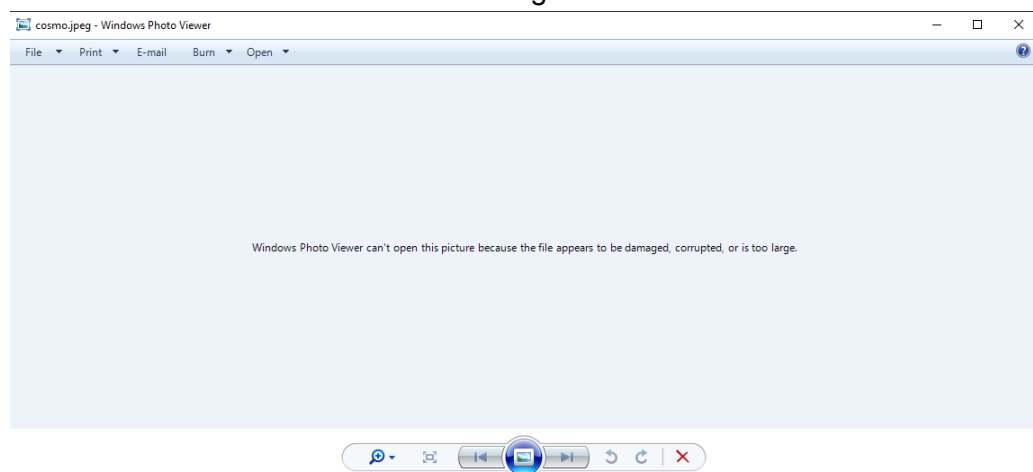 cosmo.jpeg - Windows Photo Viewer
File Print E-mail Burn Open
Windows Photo Viewer can't open this picture because the file appears to be damaged, corrupted, or is too large.